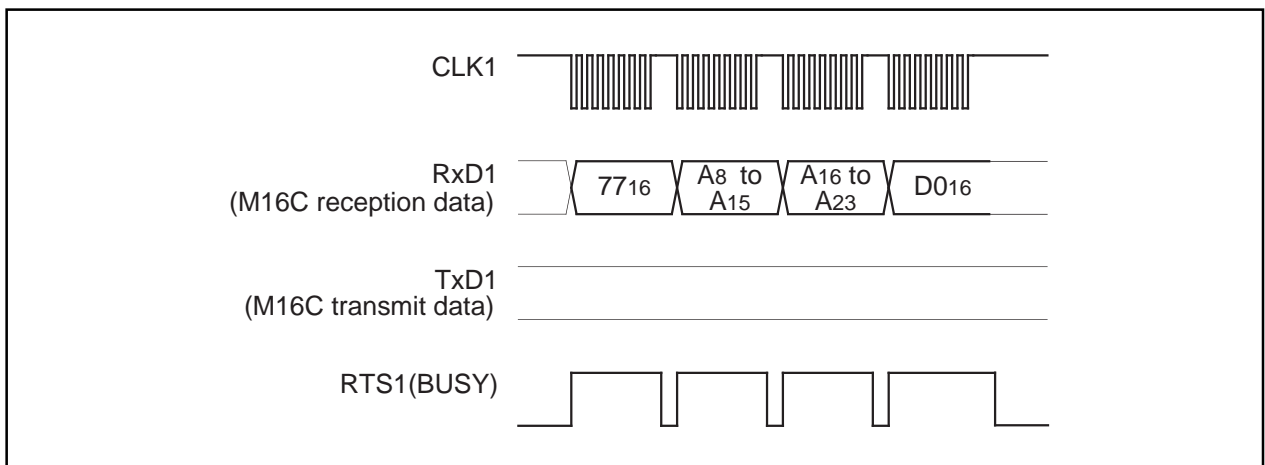 CLK1
RxD1
(M16C reception data)
7716
A8 to
A15
A16 to
A23
D016
TxD1
(M16C transmit data)
RTS1(BUSY)